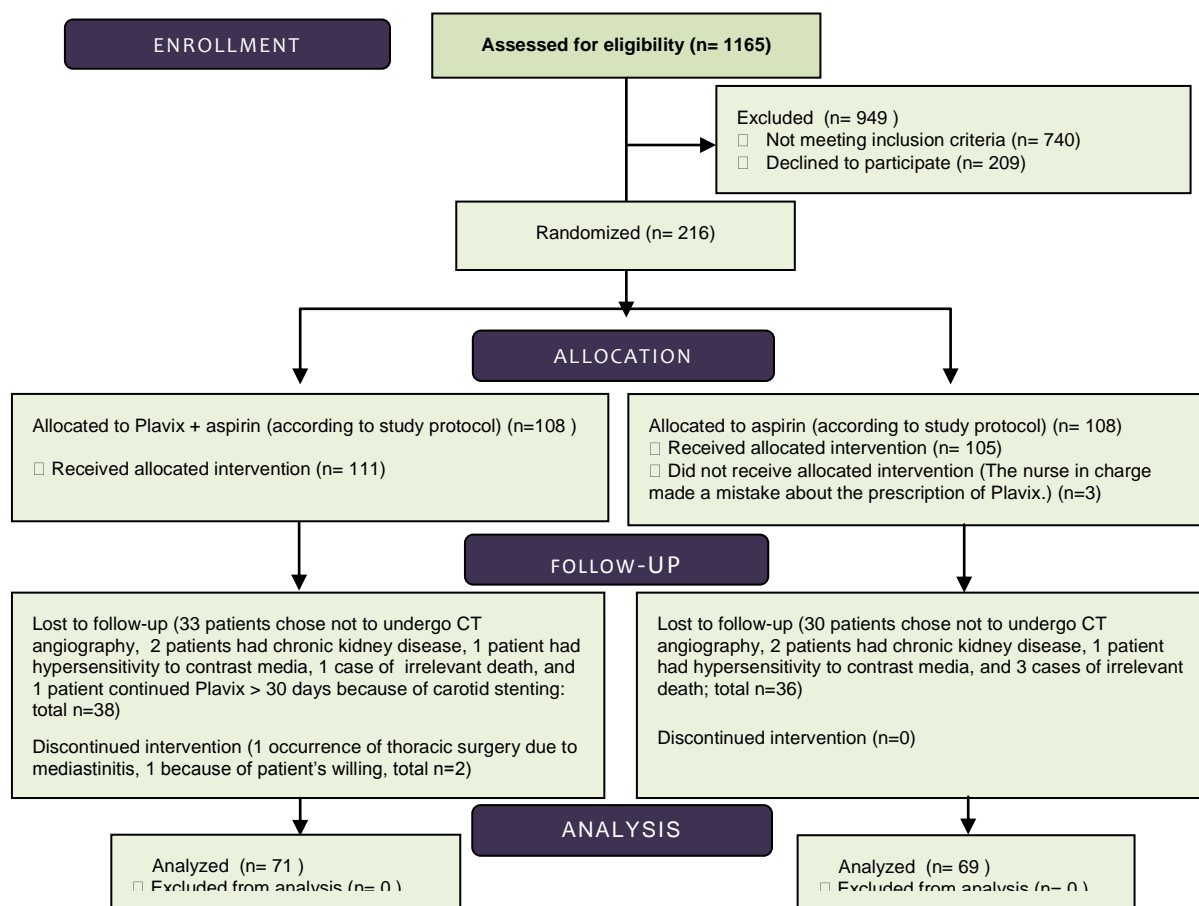 ENROLLMENT
Assessed for eligibility (n= 1165)
Excluded (n= 949 )
□ Not meeting inclusion criteria (n= 740)
□ Declined to participate (n= 209)
Randomized (n= 216)
ALLOCATION
Allocated to Plavix + aspirin (according to study protocol) (n=108 )
□ Received allocated intervention (n= 111)
Allocated to aspirin (according to study protocol) (n= 108)
□ Received allocated intervention (n= 105)
□ Did not receive allocated intervention (The nurse in charge
made a mistake about the prescription of Plavix.) (n=3)
FOLLOW-UP
Lost to follow-up (33 patients chose not to undergo CT
angiography, 2 patients had chronic kidney disease, 1 patient had
hypersensitivity to contrast media, 1 case of irrelevant death, and
1 patient continued Plavix > 30 days because of carotid stenting:
total n=38)
Discontinued intervention (1 occurrence of thoracic surgery due to
mediastinitis, 1 because of patient's willing, total n=2)
Lost to follow-up (30 patients chose not to undergo CT
angiography, 2 patients had chronic kidney disease, 1 patient
had hypersensitivity to contrast media, and 3 cases of irrelevant
death; total n=36)
Discontinued intervention (n=0)
ANALYSIS
Analyzed (n= 71 )
□ Excluded from analysis (n= 0 )
Analyzed (n= 69 )
□ Excluded from analysis (n= 0 )